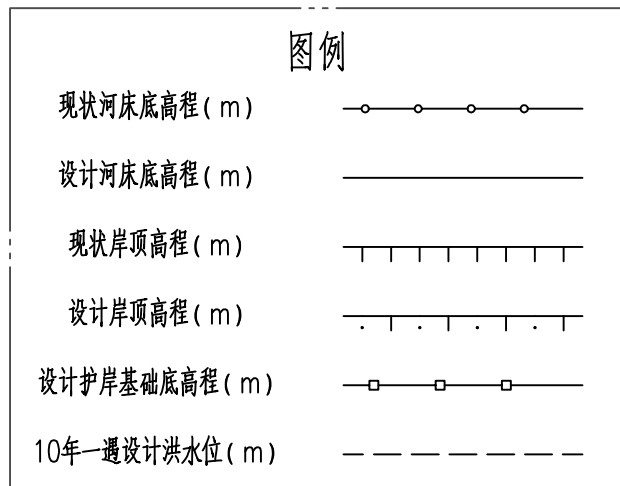 图例
现状河床底高程(m)
设计河床底高程(m)
现状岸顶高程(m)
设计岸顶高程(m)
设计护岸基础底高程(m)
10年一遇设计洪水位(m)